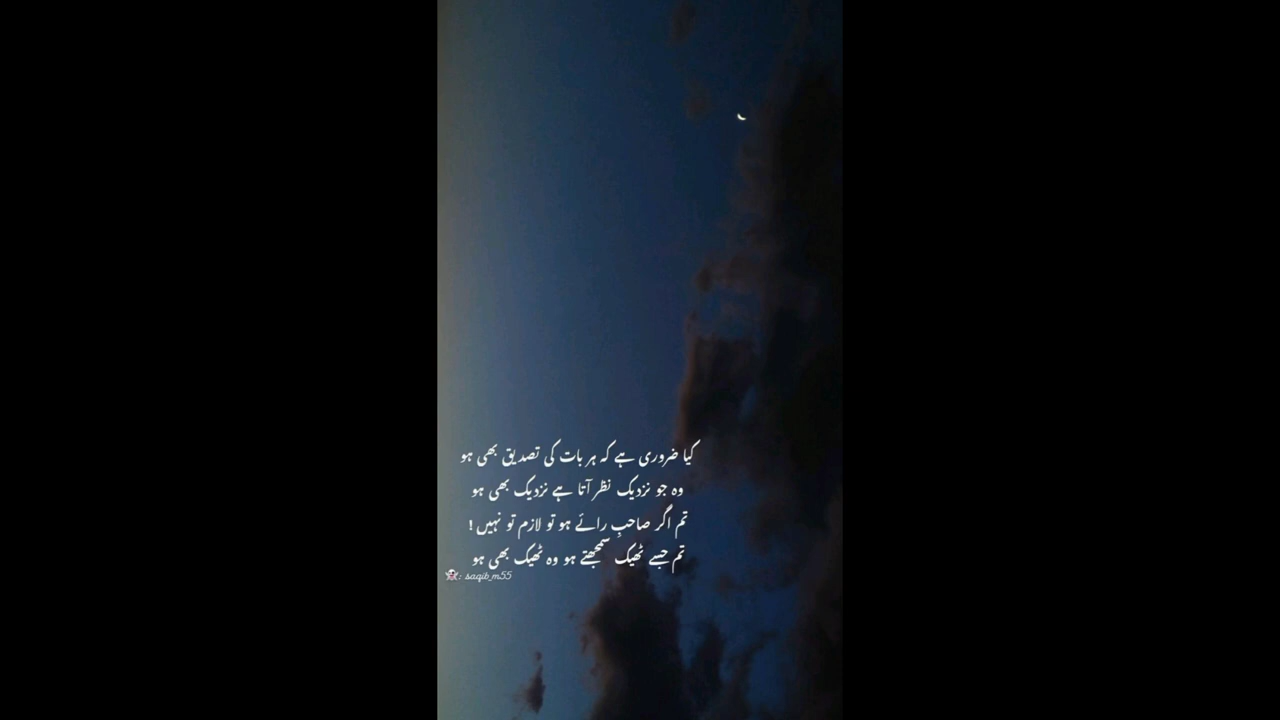 کیا ضروری ہے کہ ہر بات کی تصدیق بھی ہو
وہ جو نزدیک نظر آتا ہے نزدیک بھی ہو
تم اگر صاحبِ رائے ہو تو لازم تو نہیں !
تم جسے ٹھیک سمجھتے ہو وہ ٹھیک بھی ہو
: saqib_m55